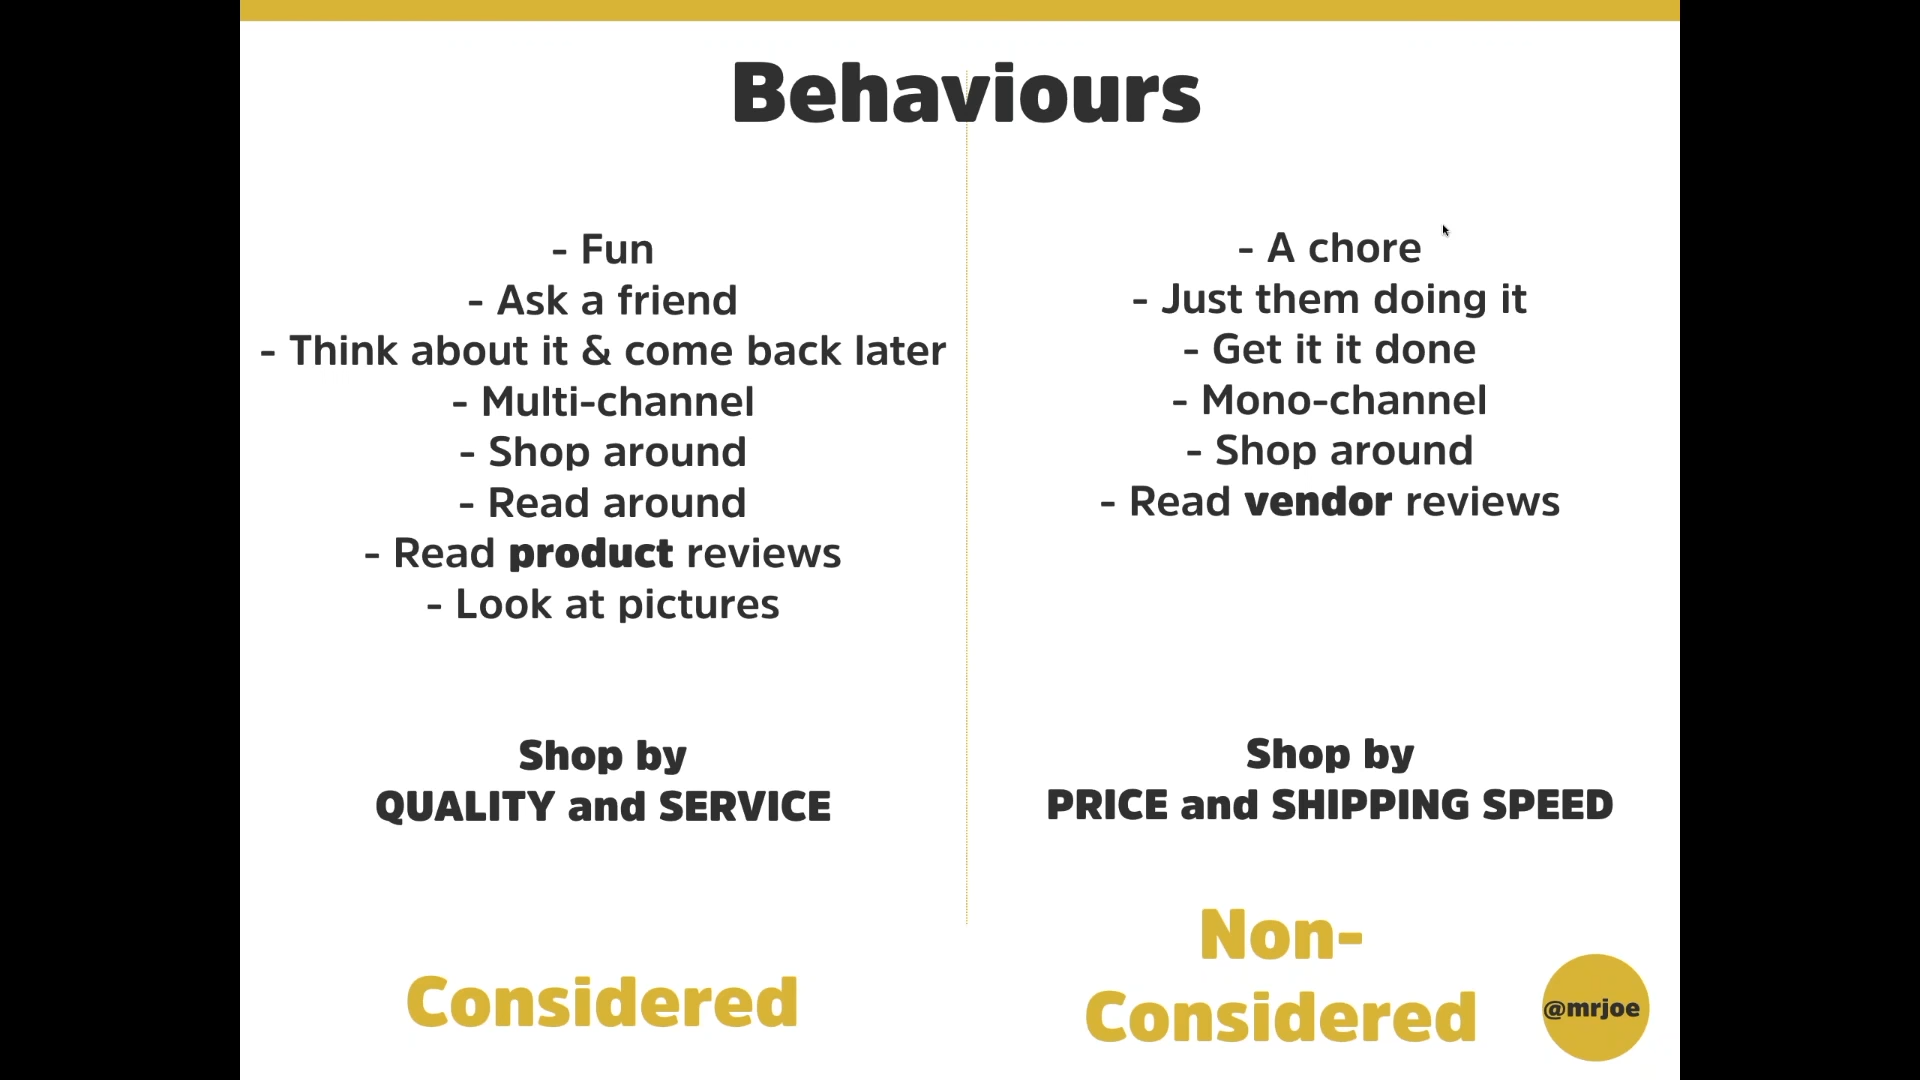 Behaviours
- Fun
- Ask a friend
- Think about it & come back later
- Multi-channel
- Shop around
- Read around
- Read product reviews
- Look at pictures
Shop by
QUALITY and SERVICE
Considered
- A chore
- Just them doing it
- Get it it done
- Mono-channel
- Shop around
- Read vendor reviews
Shop by
PRICE and SHIPPING SPEED
Non-
Considered
@mrjoe